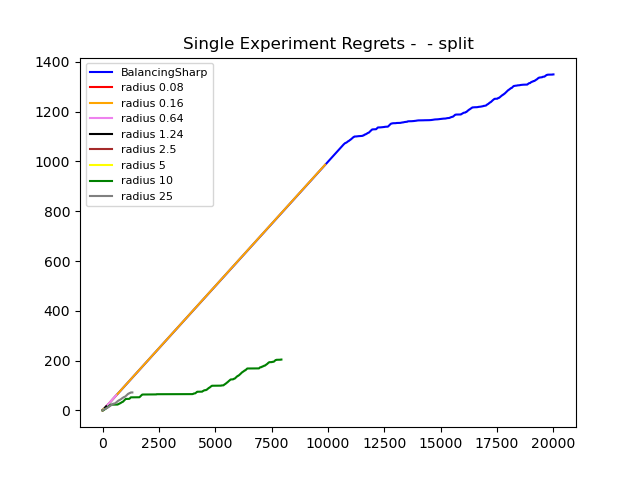 Single Experiment Regrets -  - split
1400
1200
1000
800
600
400
200
0
BalancingSharp
radius 0.08
radius 0.16
radius 0.64
radius 1.24
radius 2.5
radius 5
radius 10
radius 25
0 2500 5000 7500 10000 12500 15000 17500 20000